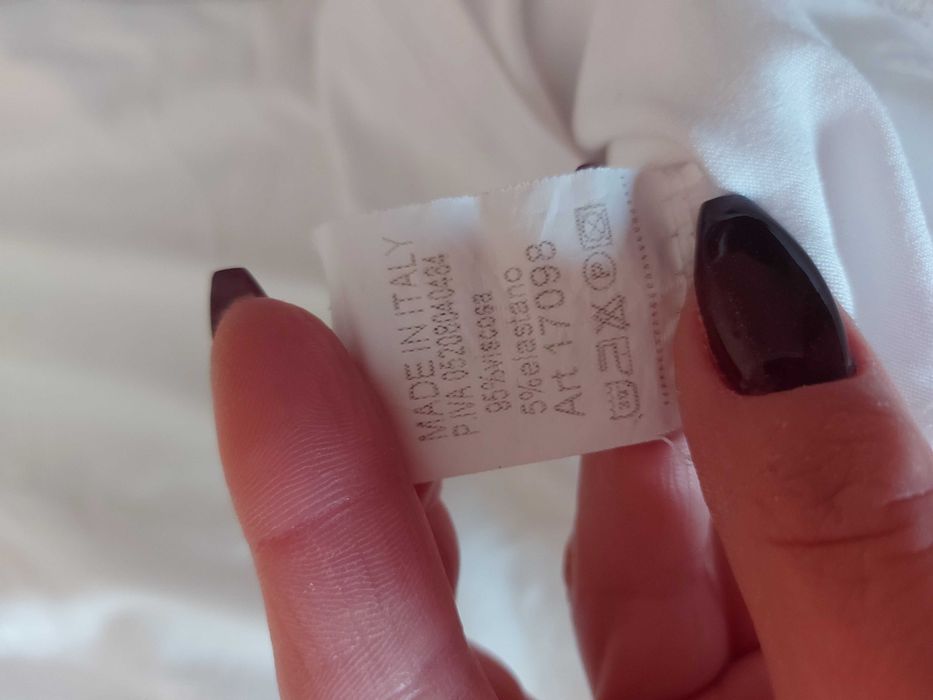 MADE IN ITALY
P.IVA 05208040484
95%viscosa
5%elastano
Art 17098
P